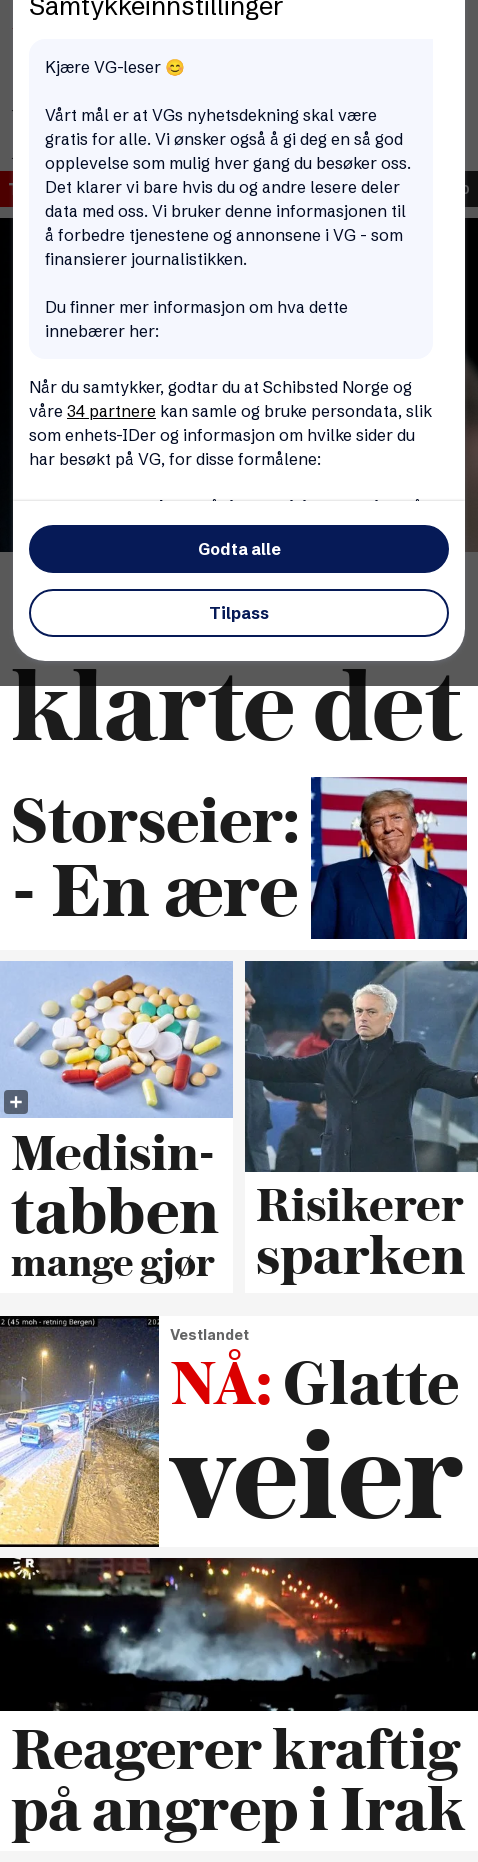 Samtykkeinnstillinger
Kjære VG-leser 😊
Vårt mål er at VGs nyhetsdekning skal være
gratis for alle. Vi ønsker også å gi deg en så god
opplevelse som mulig hver gang du besøker oss.
Det klarer vi bare hvis du og andre lesere deler
data med oss. Vi bruker denne informasjonen til
å forbedre tjenestene og annonsene i VG - som
finansierer journalistikken.
Du finner mer informasjon om hva dette
innebærer her:
Når du samtykker, godtar du at Schibsted Norge og
våre 34 partnere kan samle og bruke persondata, slik
som enhets-IDer og informasjon om hvilke sider du
har besøkt på VG, for disse formålene:
Godta alle
Tilpass
klarte det
Storseier:
- En ære
Medisin-
tabben
mange gjør
Risikerer
sparken
2 (45 moh - retning Bergen)
Vestlandet
NÅ: Glatte
veier
R
Reagerer kraftig
på angrep i Irak